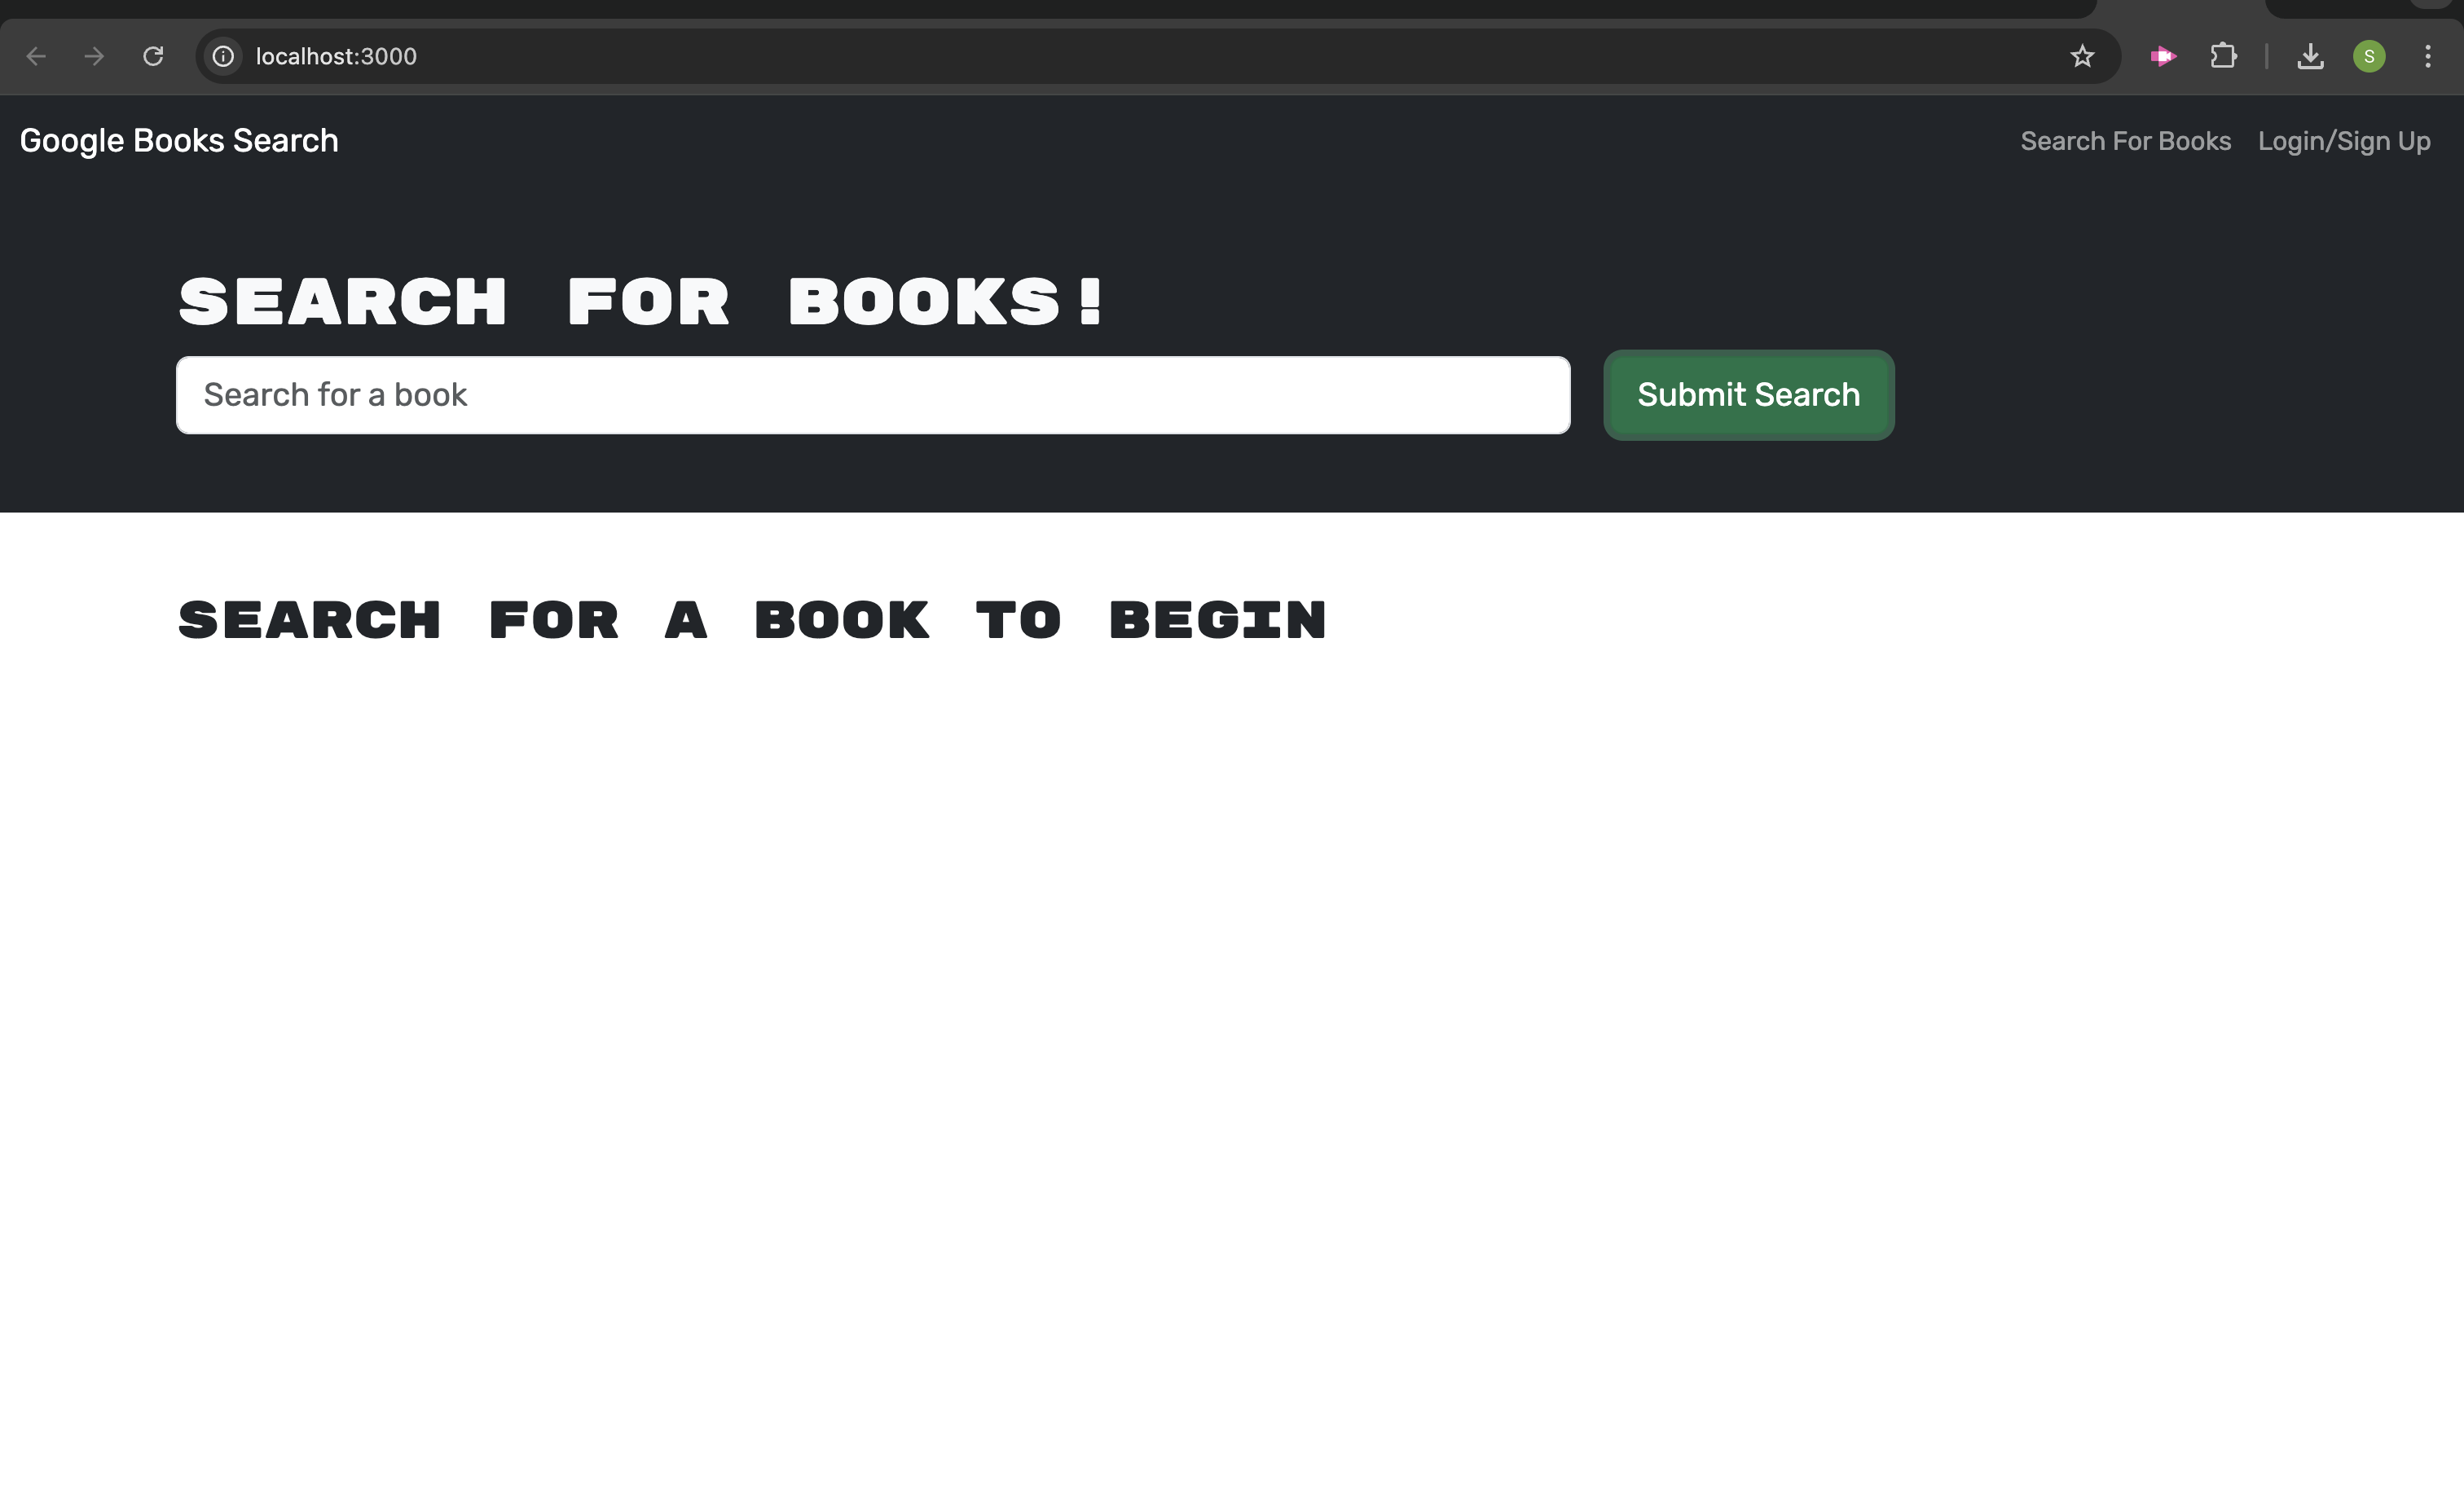 localhost:3000
S
Google Books Search
Search For Books
Login/Sign Up
SEARCH FOR BOOKS!
Search for a book
Submit Search
SEARCH FOR A BOOK TO BEGIN